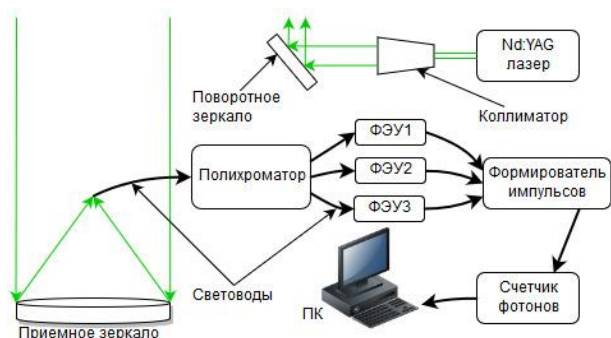 Nd:YAG
лазер
Поворотное
зеркало
Коллиматор
ФЭУ1
Полихроматор
ФЭУ2
ФЭУ3
Формирователь
импульсов
Световоды
ПК
Счетчик
фотонов
Приемное зеркало